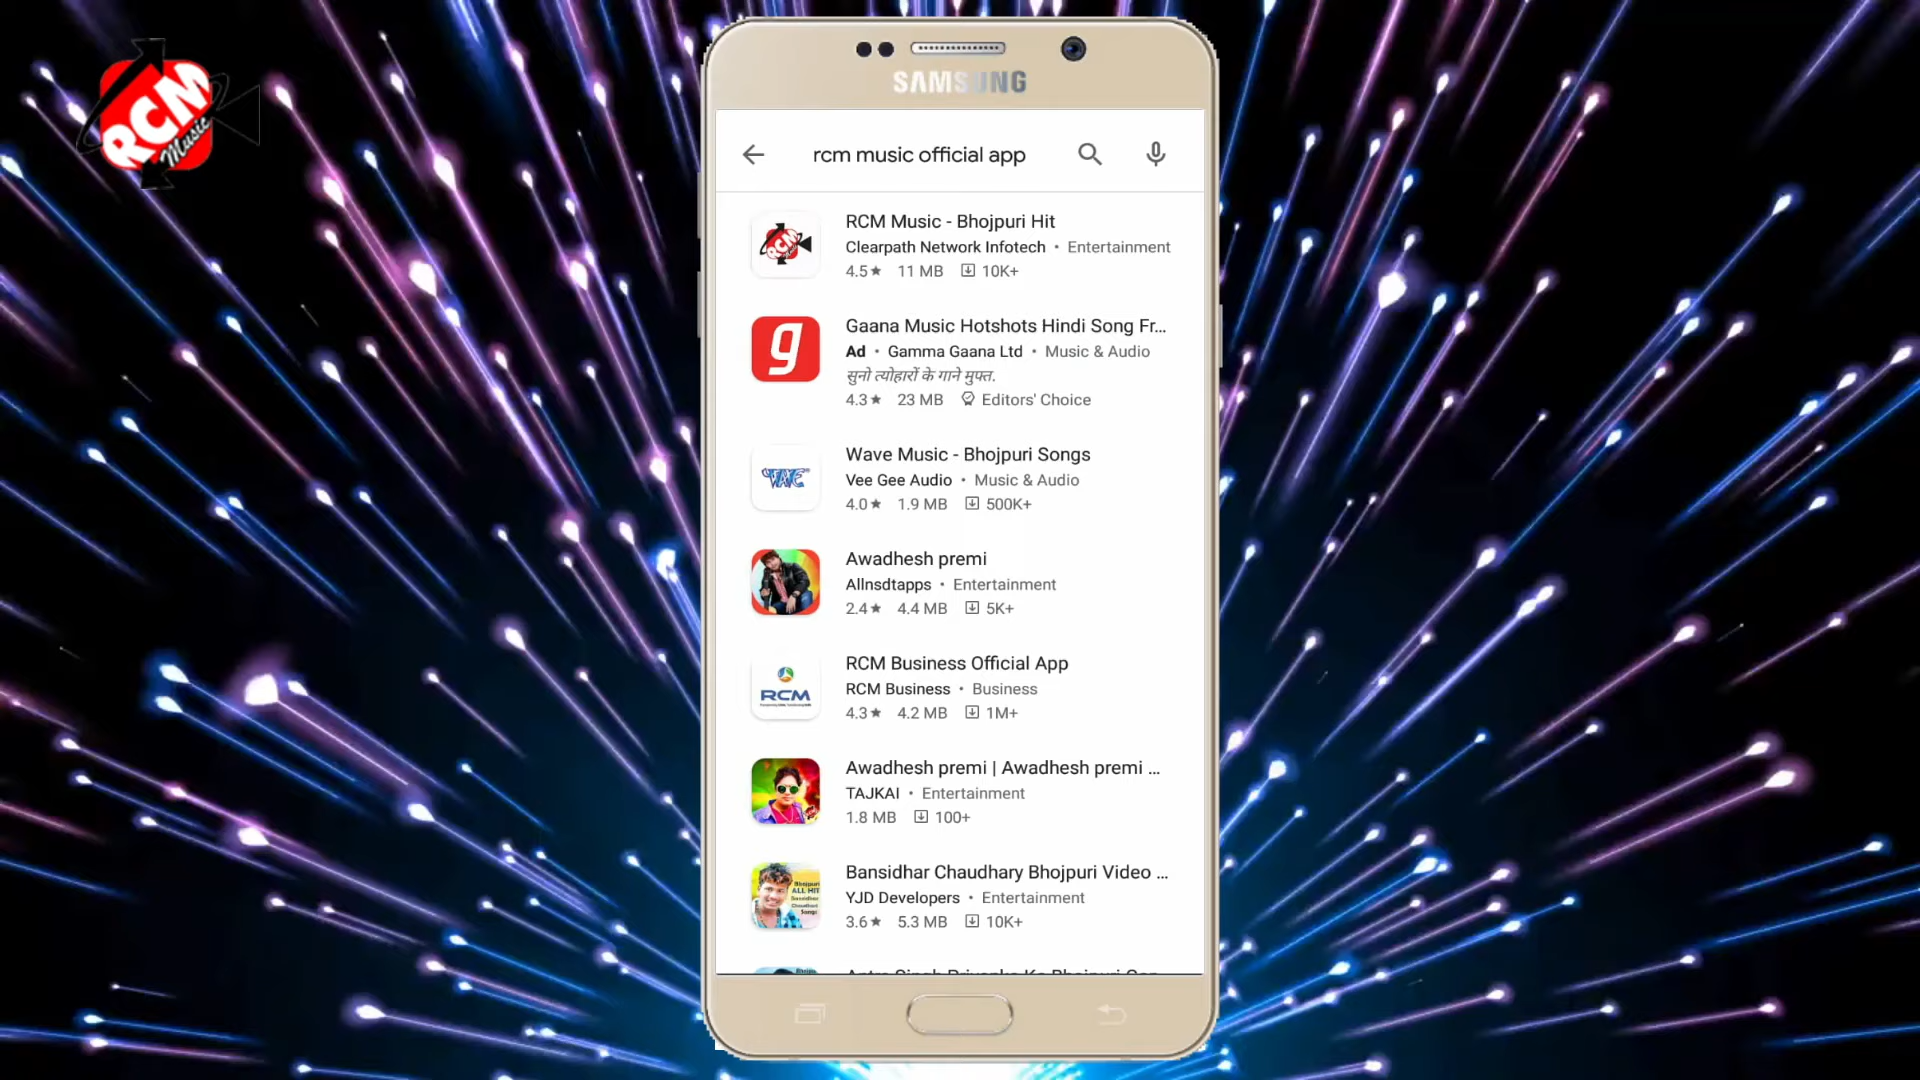 RCM
Music
SAMSUNG
rcm music official app
RCM Music - Bhojpuri Hit
Clearpath Network Infotech • Entertainment
4.5★ 11 MB 10K+
Gaana Music Hotshots Hindi Song Fr...
Ad • Gamma Gaana Ltd • Music & Audio
सुनो त्योहारों के गाने मुफ्त.
4.3★ 23 MB Editors' Choice
Wave Music - Bhojpuri Songs
Vee Gee Audio • Music & Audio
4.0★ 1.9 MB 500K+
Awadhesh premi
Allnsdtapps • Entertainment
2.4★ 4.4 MB 5K+
RCM Business Official App
RCM
RCM Business • Business
4.3★ 4.2 MB 1M+
Awadhesh premi | Awadhesh premi ...
TAJKAI • Entertainment
1.8 MB 100+
Bansidhar Chaudhary Bhojpuri Video ...
YJD Developers • Entertainment
3.6★ 5.3 MB 10K+
Bhojpuri
ALL HIT
Songs